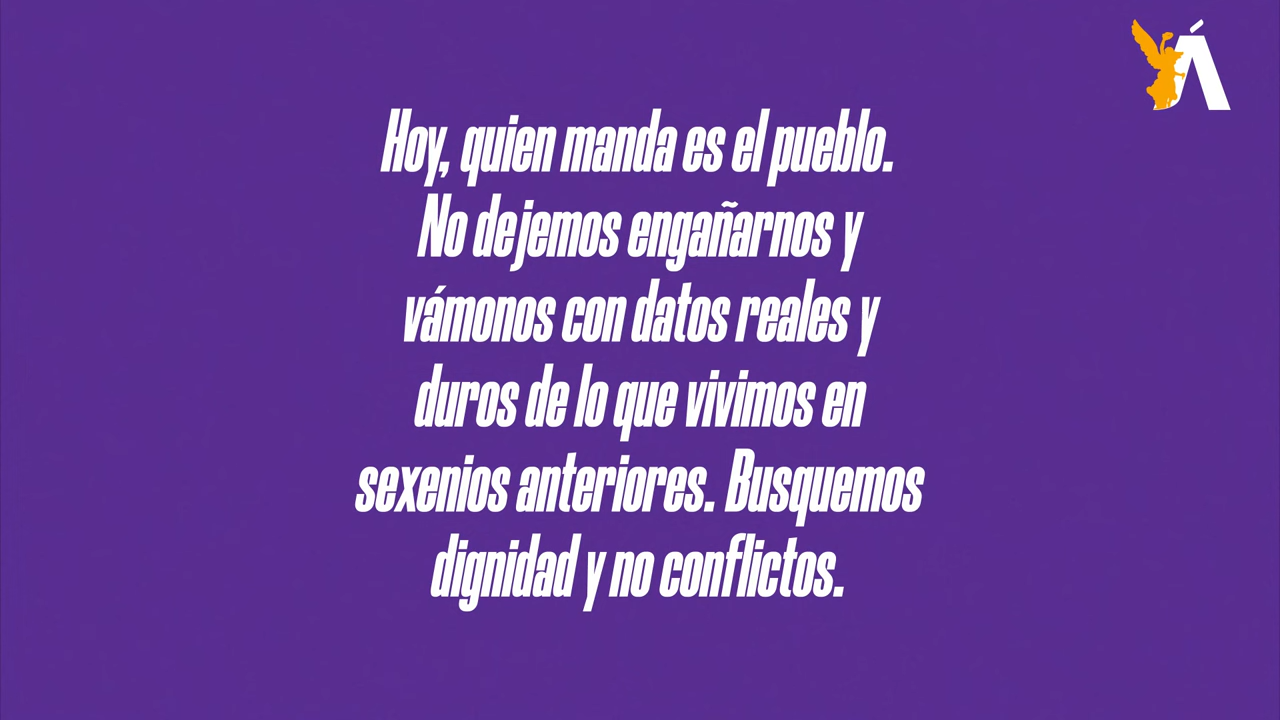 Á
Hoy, quien manda es el pueblo.
No dejemos engañarnos y
vámonos con datos reales y
duros de lo que vivimos en
sexenios anteriores. Busquemos
dignidad y no conflictos.